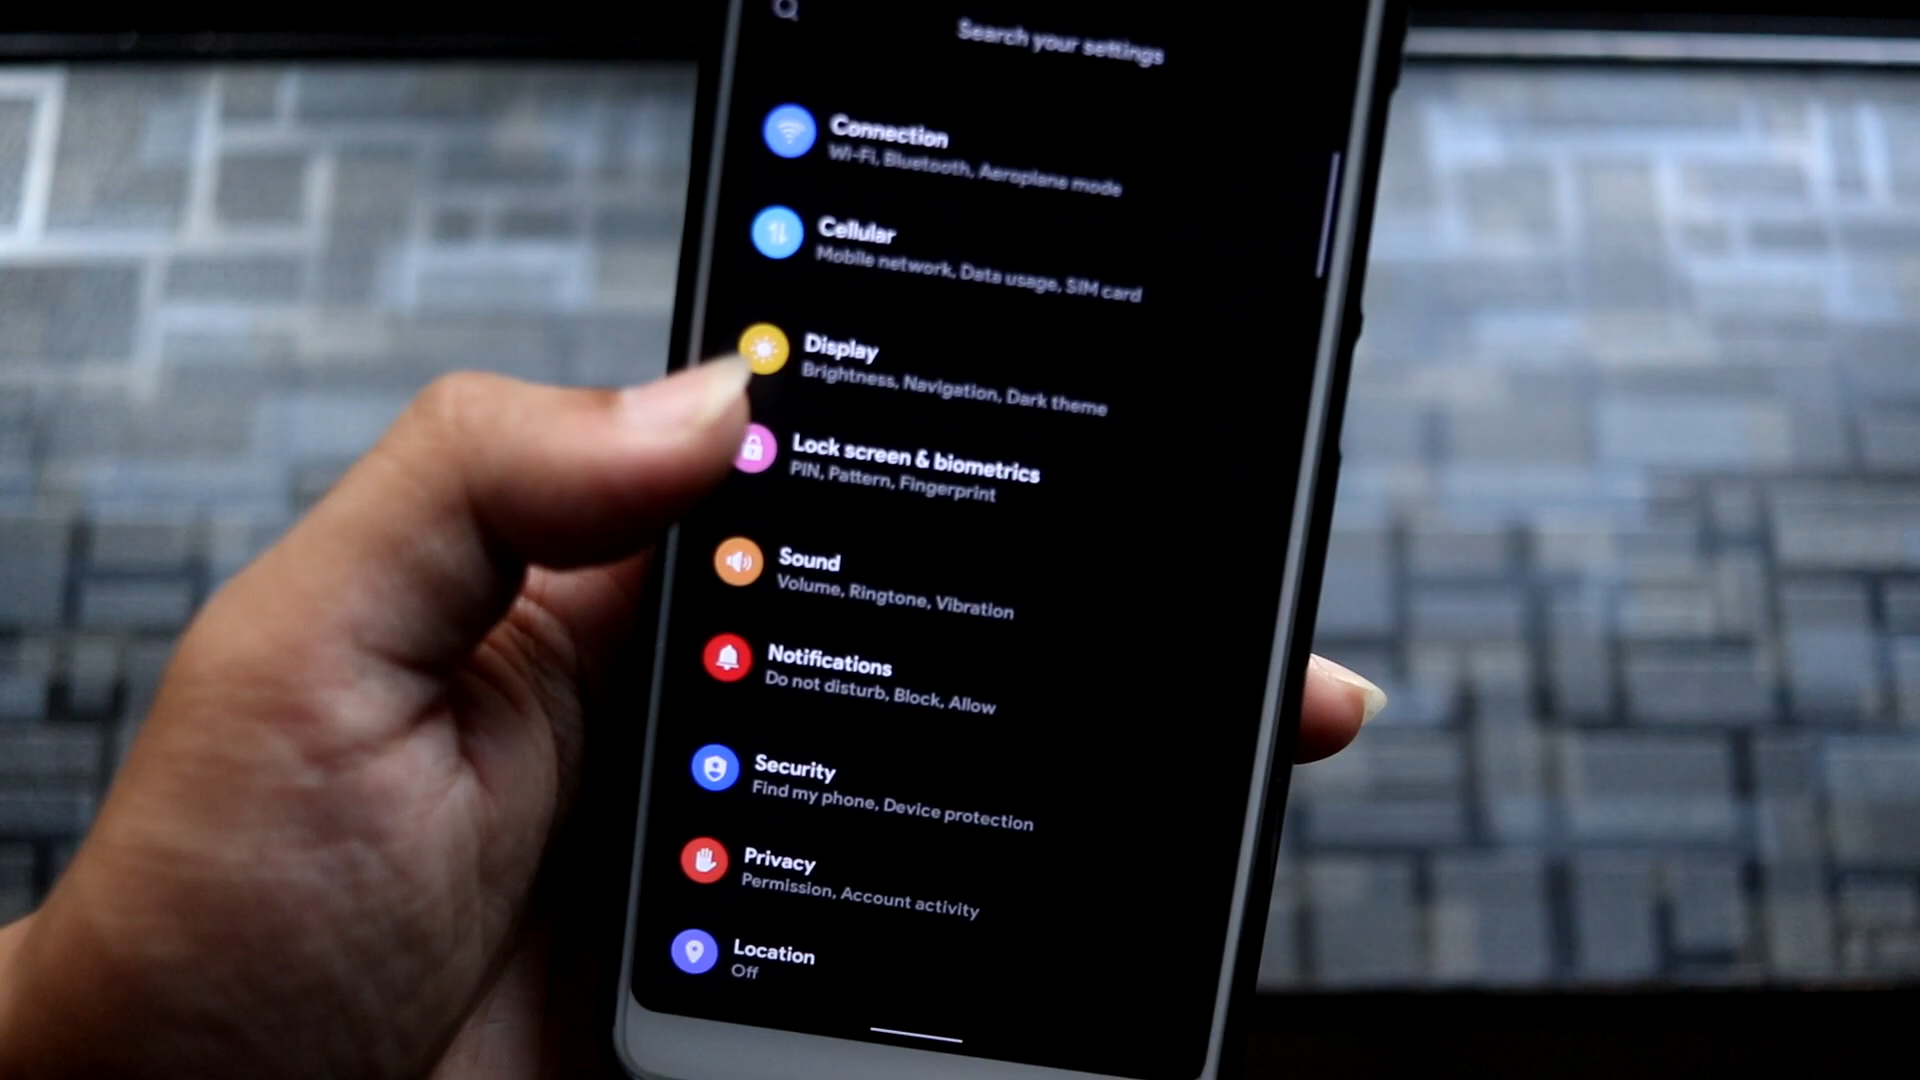 Search your settings
Connection
Wi-Fi, Bluetooth, Aeroplane mode
Cellular
Mobile network, Data usage, SIM card
Display
Brightness, Navigation, Dark theme
Lock screen & biometrics
PIN, Pattern, Fingerprint
Sound
Volume, Ringtone, Vibration
Notifications
Do not disturb, Block, Allow
Security
Find my phone, Device protection
Privacy
Permission, Account activity
Location
Off